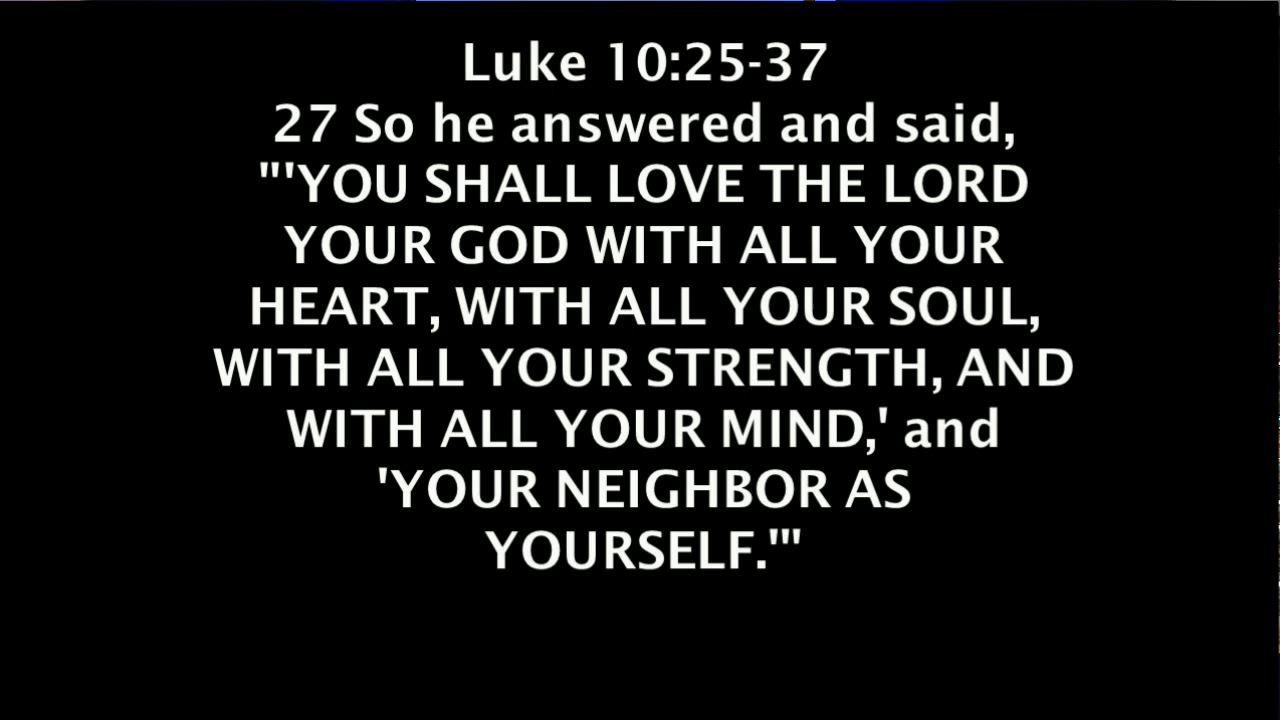 Luke 10:25-37
27 So he answered and said,
"'YOU SHALL LOVE THE LORD
YOUR GOD WITH ALL YOUR
HEART, WITH ALL YOUR SOUL,
WITH ALL YOUR STRENGTH, AND
WITH ALL YOUR MIND,' and
'YOUR NEIGHBOR AS
YOURSELF.'"